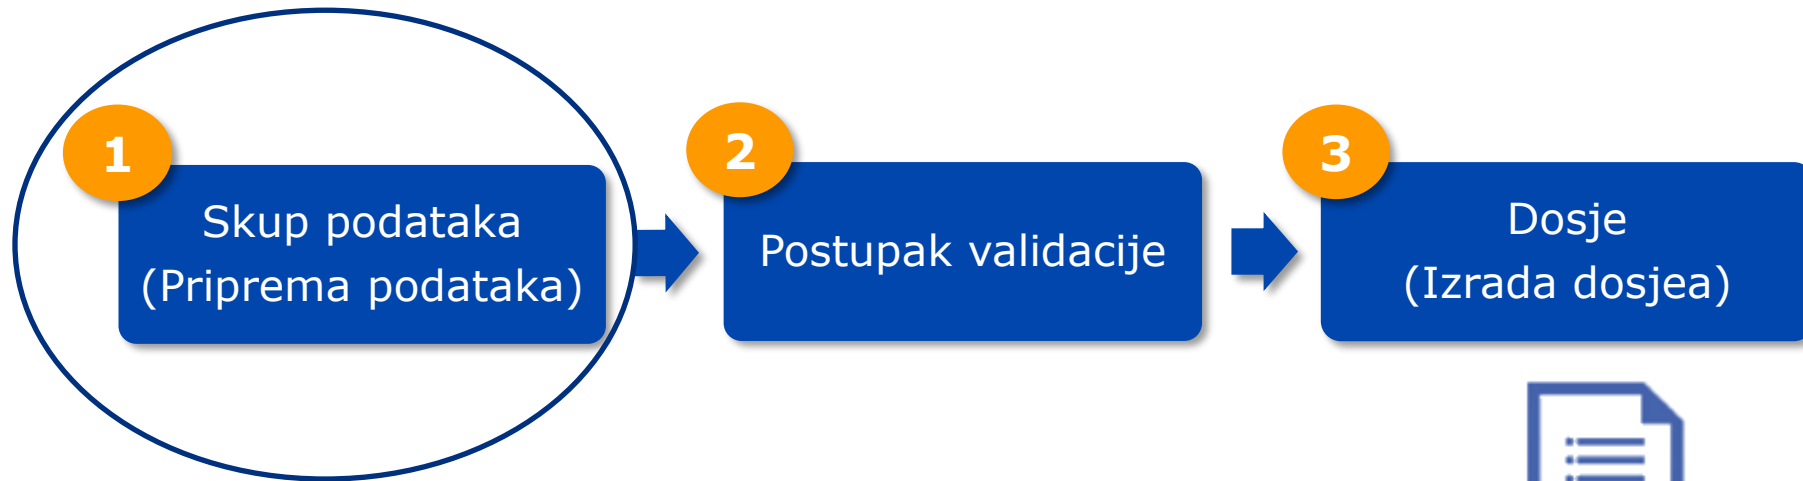 1
Skup podataka
(Priprema podataka)
2
Postupak validacije
3
Dosje
(Izrada dosjea)